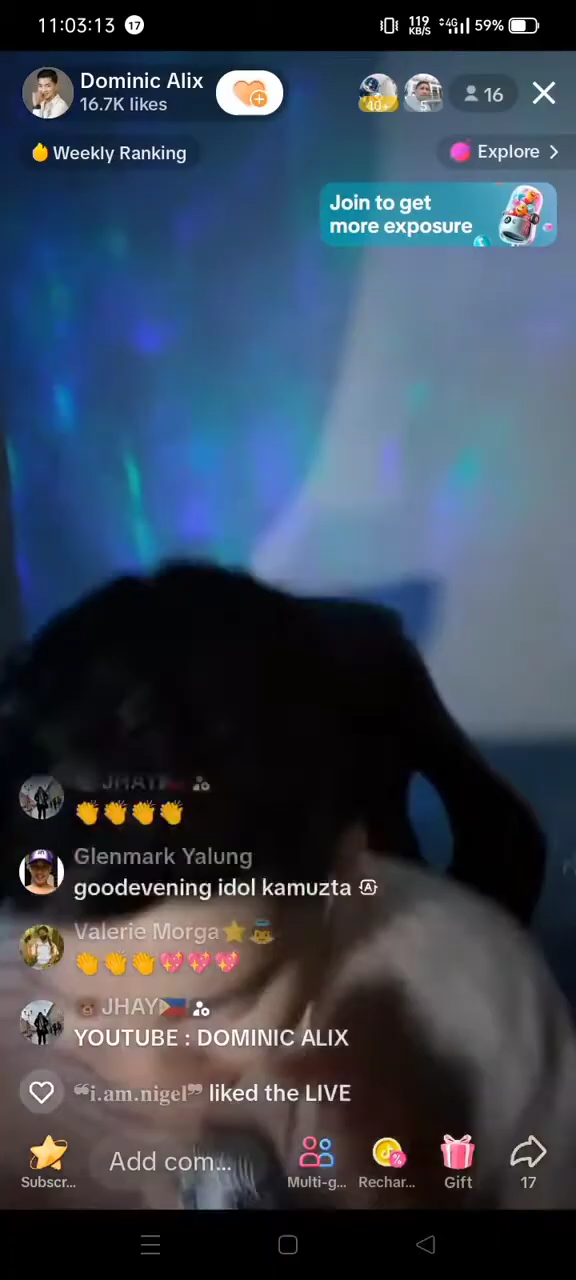 11:03:13 17 119 KB/S 4G 59%
Dominic Alix
16.7K likes
40+ 5 16
Weekly Ranking
Explore >
Join to get
more exposure
JHAY
👏👏👏👏
Glenmark Yalung
goodevening idol kamuzta
Valerie Morga⭐👼
👏👏👏💖💖💖
🐻JHAY🇵🇭
YOUTUBE : DOMINIC ALIX
❝i.am.nigel❞ liked the LIVE
Add com...
Subscr... Multi-g... Rechar... Gift 17